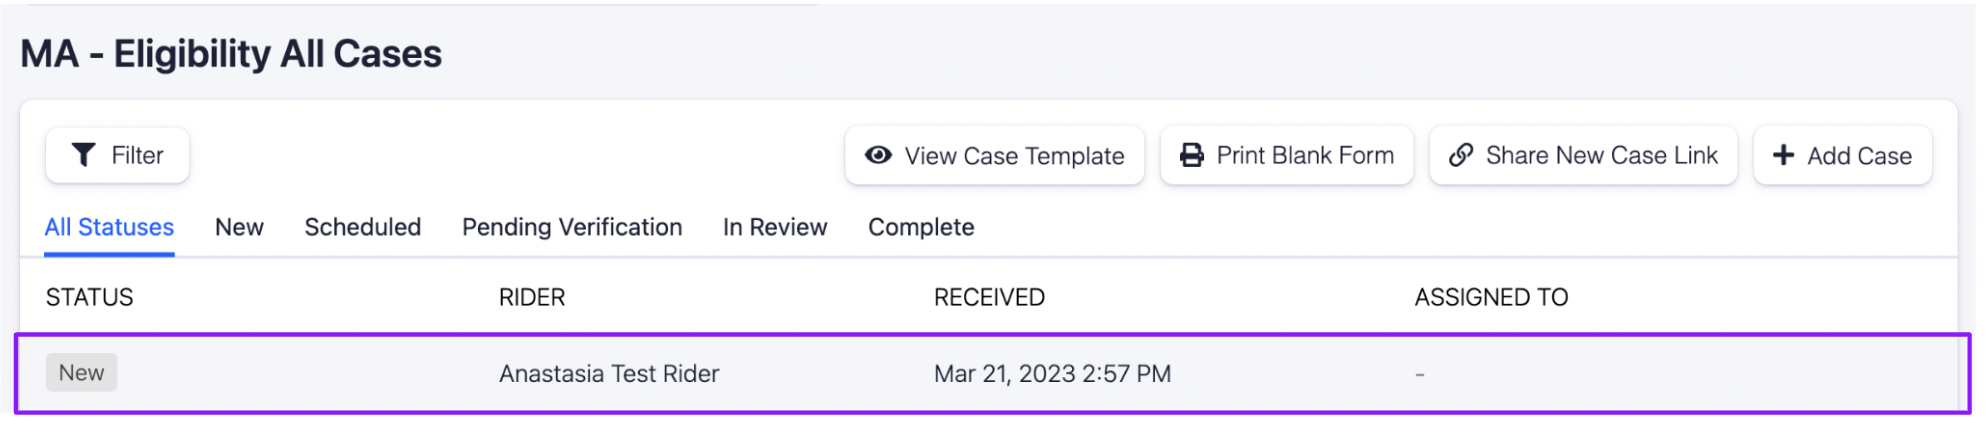 MA - Eligibility All Cases
Filter View Case Template Print Blank Form Share New Case Link Add Case
All Statuses New Scheduled Pending Verification In Review Complete
STATUS RIDER RECEIVED ASSIGNED TO
New Anastasia Test Rider Mar 21, 2023 2:57 PM -